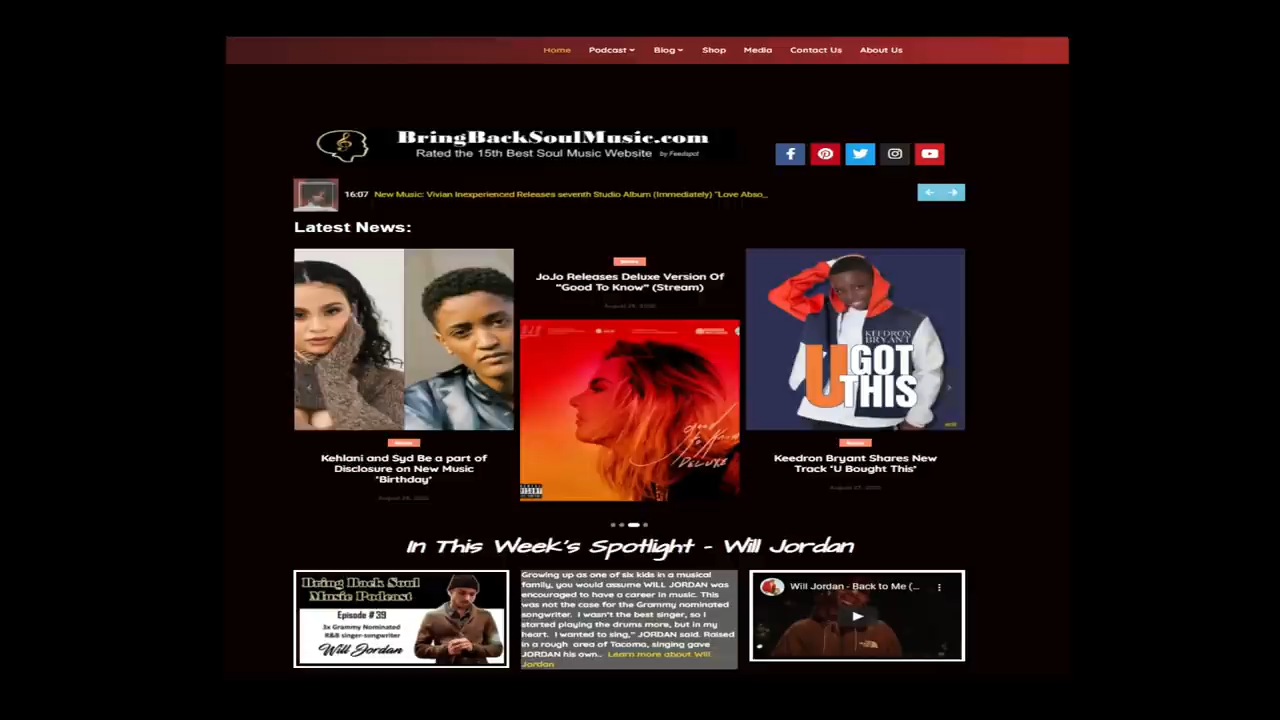 Home Podcast Blog Shop Media Contact Us About Us
BringBackSoulMusic.com
Rated the 15th Best Soul Music Website by Feedspot
16:07 New Music: Vivian Inexperienced Releases seventh Studio Album (Immediately) "Love Abso_
Latest News:
News
JoJo Releases Deluxe Version Of
"Good To Know" (Stream)
good
to Know
DELUXE
KEEDRON
BRYANT
U GOT
THIS
News
Kehlani and Syd Be a part of
Disclosure on New Music
"Birthday"
News
Keedron Bryant Shares New
Track "U Bought This"
In This Week's Spotlight - Will Jordan
Bring Back Soul
Music Podcast
Episode #39
3x Grammy Nominated
R&B singer-songwriter
Will Jordan
Growing up as one of six kids in a musical
family, you would assume WILL JORDAN was
encouraged to have a career in music. This
was not the case for the Grammy nominated
songwriter. I wasn't the best singer, so I
started playing the drums more, but in my
heart. I wanted to sing," JORDAN said. Raised
in a rough area of Tacoma, singing gave
JORDAN his own.. Learn more about Will
Jordan
Will Jordan - Back to Me (...